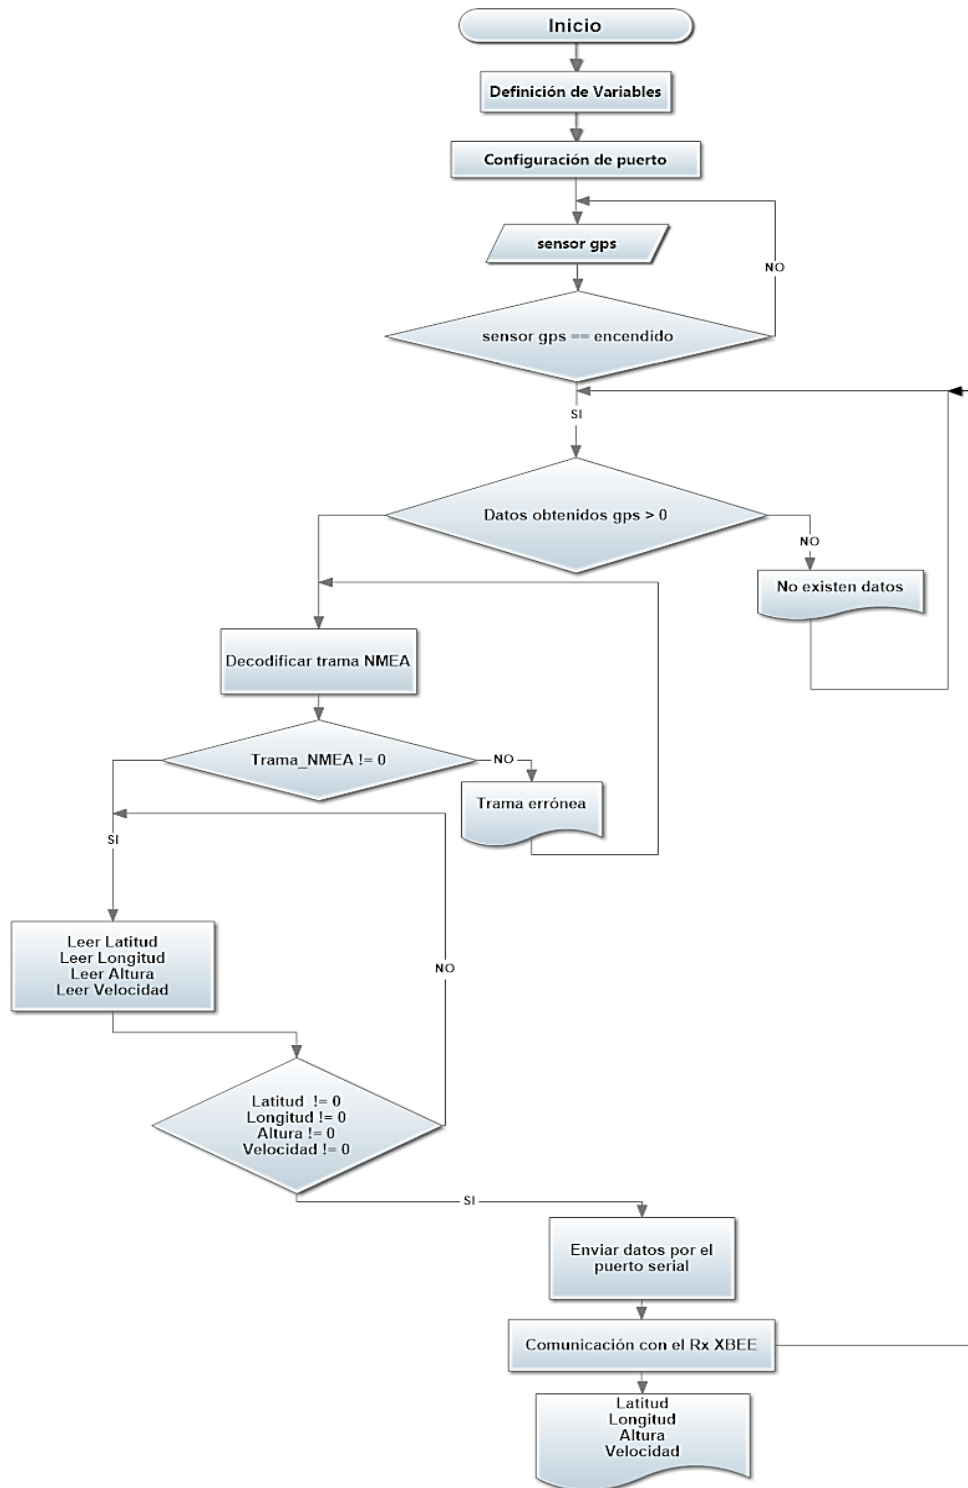 Inicio
Definición de Variables
Configuración de puerto
sensor gps
NO
sensor gps == encendido
SI
Datos obtenidos gps > 0
NO
No existen datos
Decodificar trama NMEA
Trama_NMEA != 0
NO
Trama errónea
SI
Leer Latitud
Leer Longitud
Leer Altura
Leer Velocidad
NO
Latitud != 0
Longitud != 0
Altura != 0
Velocidad != 0
SI
Enviar datos por el
puerto serial
Comunicación con el Rx XBEE
Latitud
Longitud
Altura
Velocidad